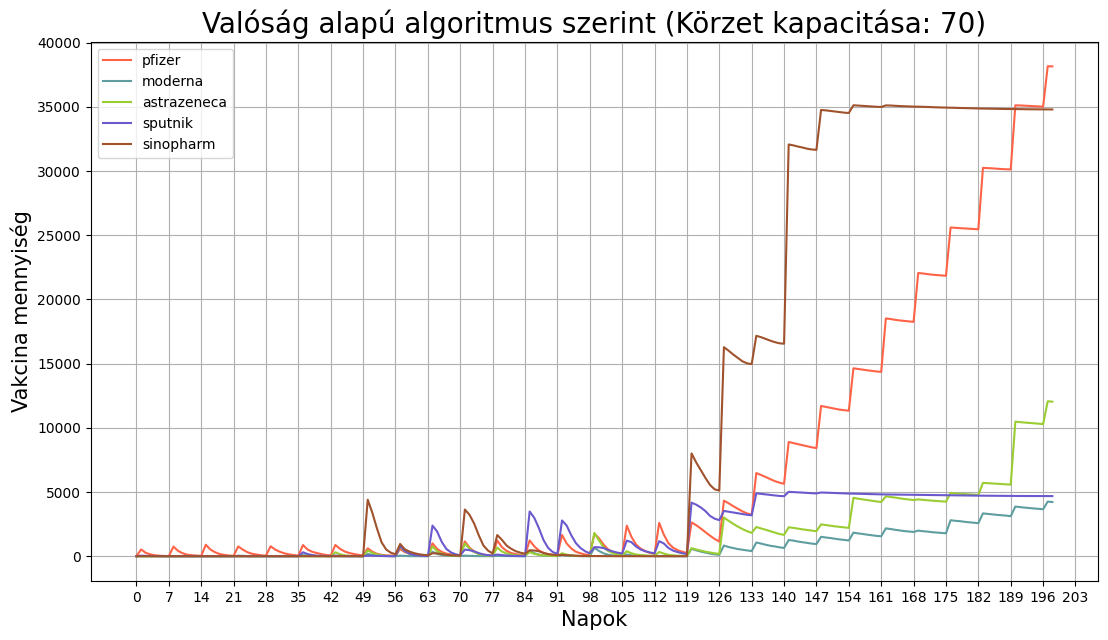 Valóság alapú algoritmus szerint (Körzet kapacitása: 70)
40000
35000
30000
25000
20000
15000
10000
5000
0
Vakcina mennyiség
pfizer
moderna
astrazeneca
sputnik
sinopharm
0 7 14 21 28 35 42 49 56 63 70 77 84 91 98 105 112 119 126 133 140 147 154 161 168 175 182 189 196 203
Napok